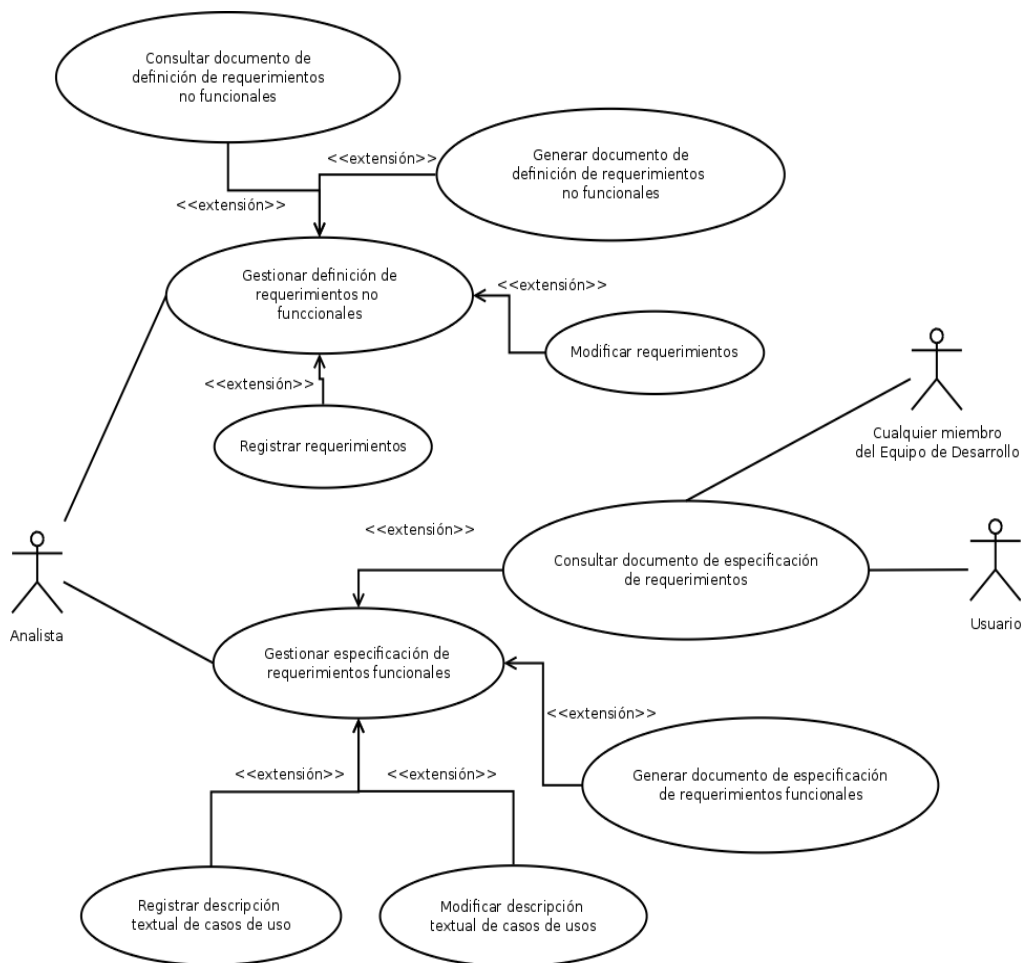 Consultar documento de
definición de requerimientos
no funcionales
<<extensión>>
Generar documento de
definición de requerimientos
no funcionales
<<extensión>>
Gestionar definición de
requerimientos no
funccionales
<<extensión>>
Modificar requerimientos
<<extensión>>
Registrar requerimientos
Cualquier miembro
del Equipo de Desarrollo
<<extensión>>
Consultar documento de especificación
de requerimientos
Analista
Usuario
Gestionar especificación de
requerimientos funcionales
<<extensión>>
<<extensión>>
<<extensión>>
Generar documento de especificación
de requerimientos funcionales
Registrar descripción
textual de casos de uso
Modificar descripción
textual de casos de usos